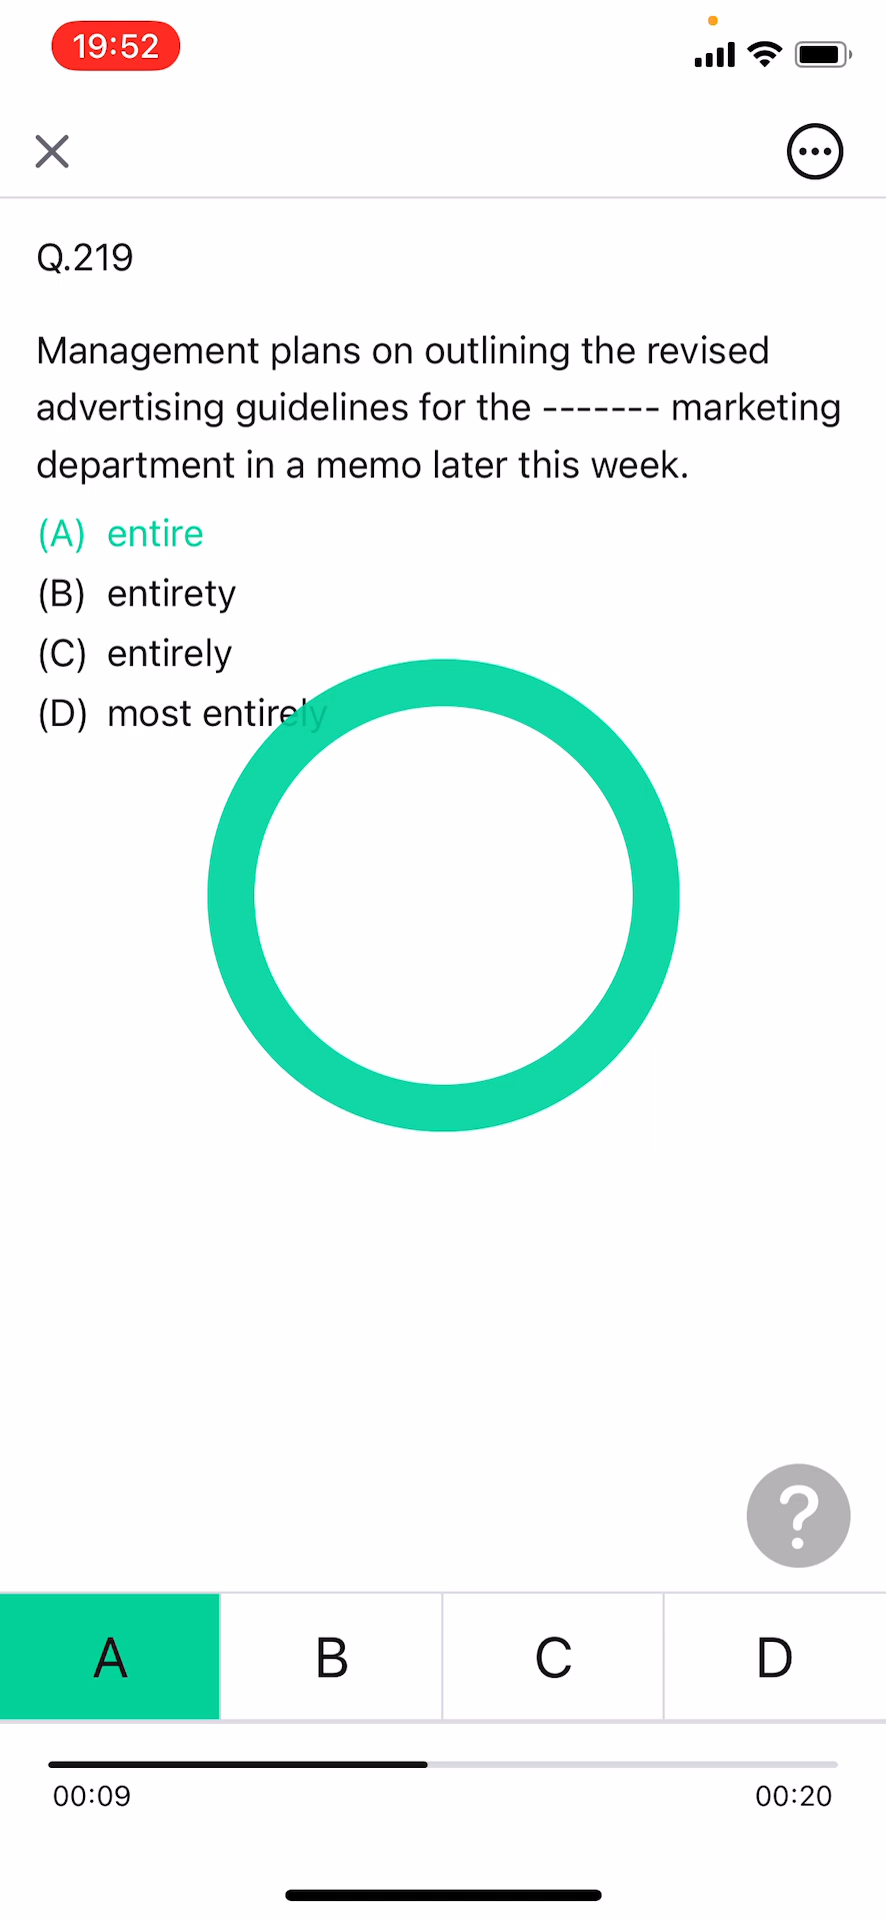 19:52
Q.219
Management plans on outlining the revised
advertising guidelines for the ------- marketing
department in a memo later this week.
(A) entire
(B) entirety
(C) entirely
(D) most entirely
?
A B C D
00:09 00:20